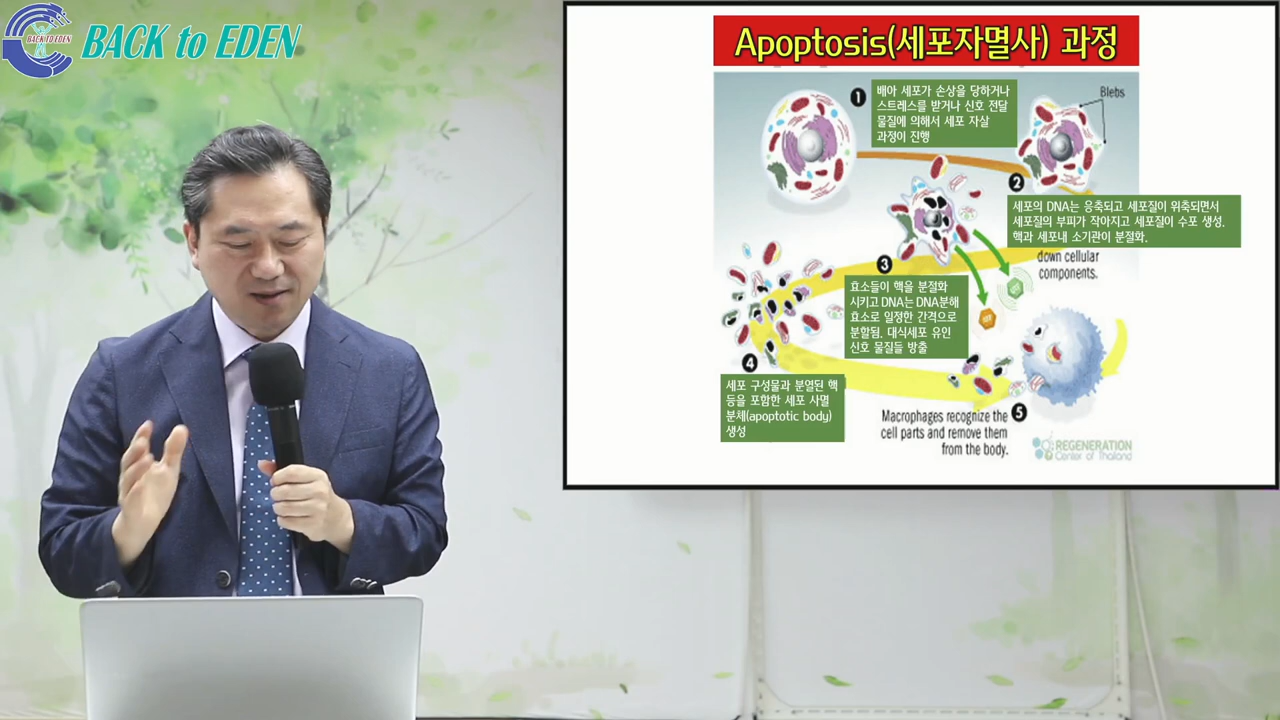 BACK TO EDEN
BACK to EDEN
Apoptosis(세포자멸사) 과정
1
배아 세포가 손상을 당하거나
스트레스를 받거나 신호 전달
물질에 의해서 세포 자살
과정이 진행
Blebs
2
세포의 DNA는 응축되고 세포질이 위축되면서
세포질의 부피가 작아지고 세포질이 수포 생성.
핵과 세포내 소기관이 분절화.
down cellular
components.
3
효소들이 핵을 분절화
시키고 DNA는 DNA분해
효소로 일정한 간격으로
분할됨. 대식세포 유인
신호 물질들 방출
4
세포 구성물과 분열된 핵
등을 포함한 세포 사멸
분체(apoptotic body)
생성
5
Macrophages recognize the
cell parts and remove them
from the body.
REGENERATION
Center of Thailand